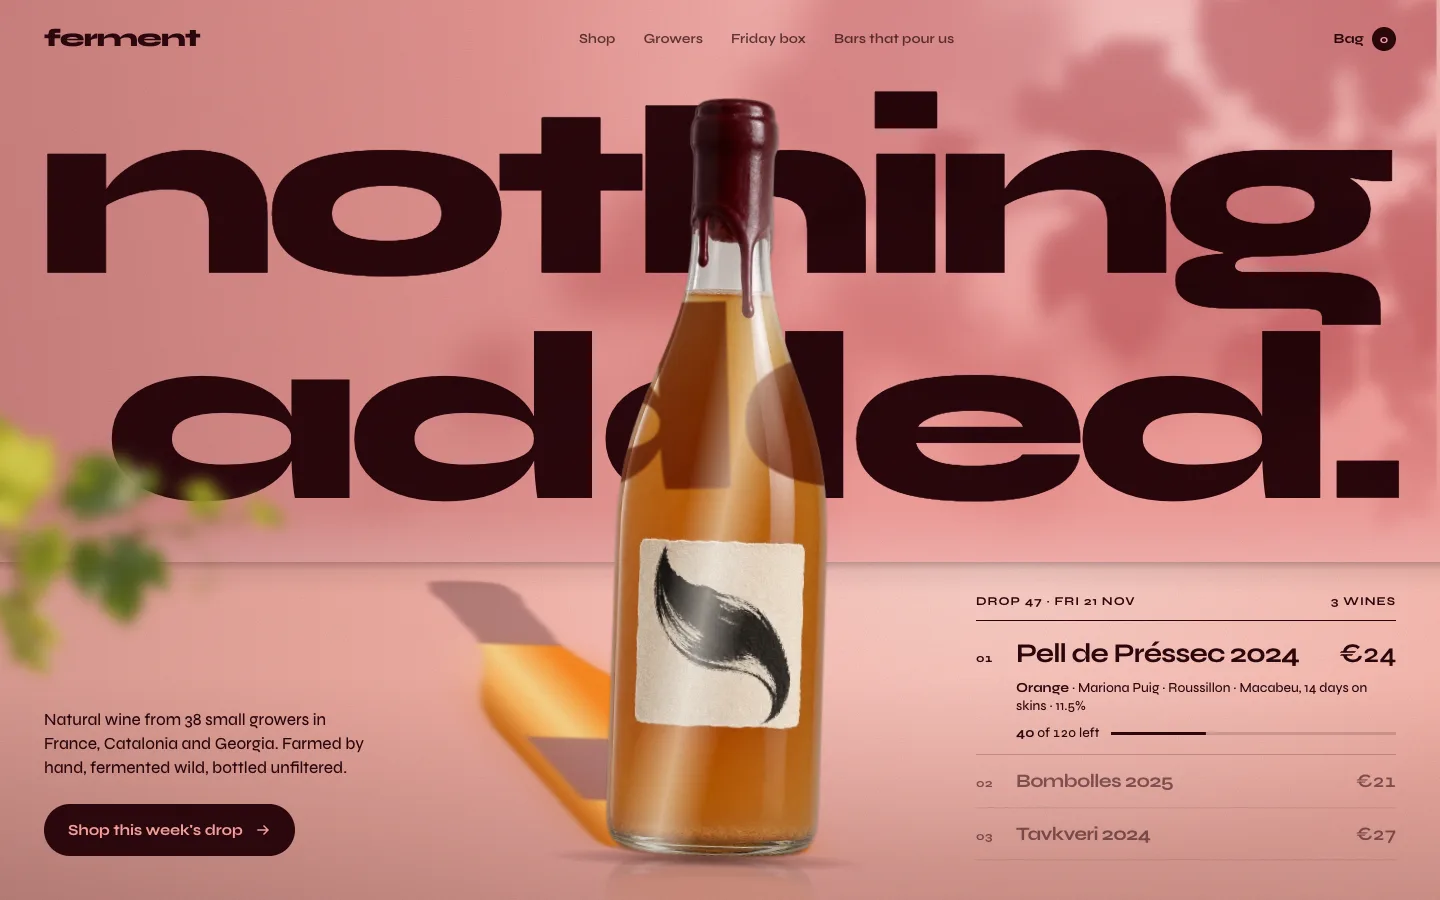 ferment
Shop Growers Friday box Bars that pour us
Bag 0
nothing
added.
DROP 47 · FRI 21 NOV 3 WINES
01 Pell de Préssec 2024 €24
Orange · Mariona Puig · Roussillon · Macabeu, 14 days on
skins · 11.5%
40 of 120 left
02 Bombolles 2025 €21
03 Tavkveri 2024 €27
Natural wine from 38 small growers in
France, Catalonia and Georgia. Farmed by
hand, fermented wild, bottled unfiltered.
Shop this week's drop →